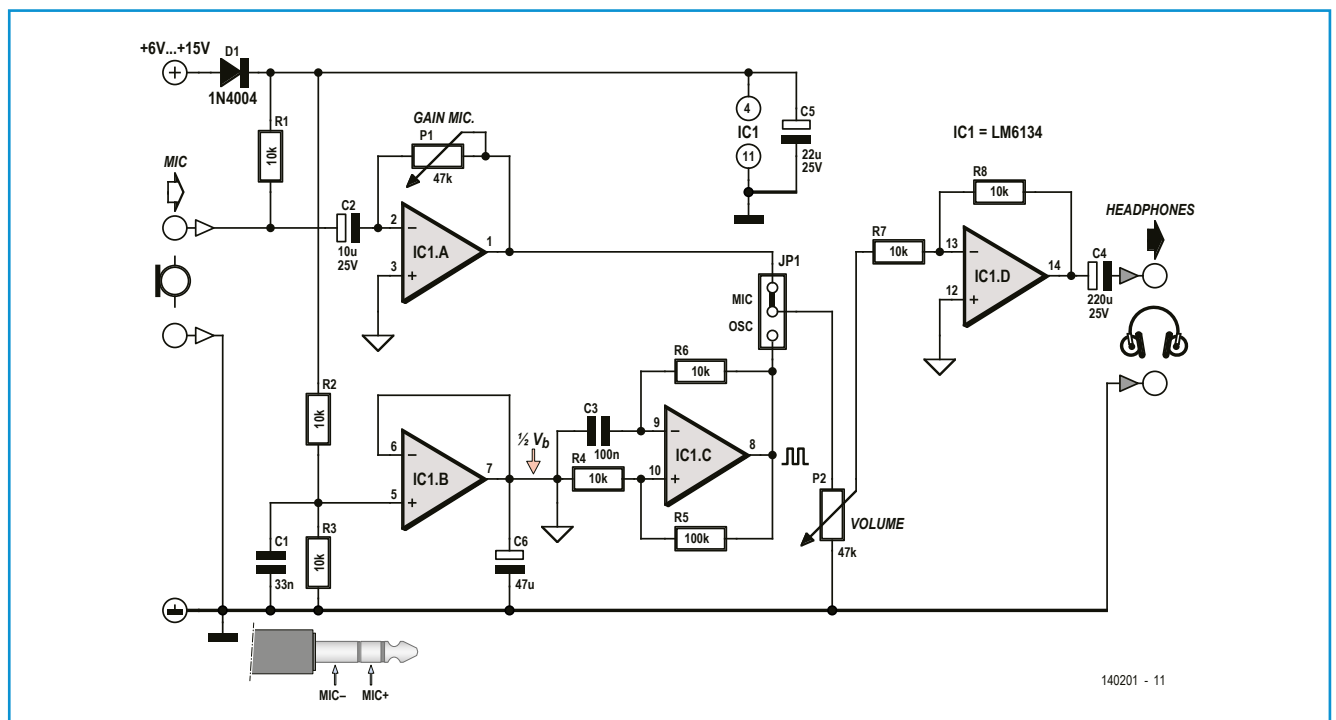 +6V...+15V
D1
1N4004
R1
10k
MIC
C2
10u
25V
GAIN MIC.
P1
47k
2
3
1
IC1.A
−
+
4
IC1
11
C5
22u
25V
IC1 = LM6134
R8
10k
R7
10k
13
12
14
IC1.D
−
+
C4
220u
25V
HEADPHONES
JP1
MIC
OSC
R2
10k
R3
10k
C1
33n
6
5
7
IC1.B
−
+
½ Vb
C6
47u
C3
100n
R4
10k
R6
10k
9
10
8
IC1.C
−
+
R5
100k
P2
VOLUME
47k
MIC–
MIC+
140201 - 11